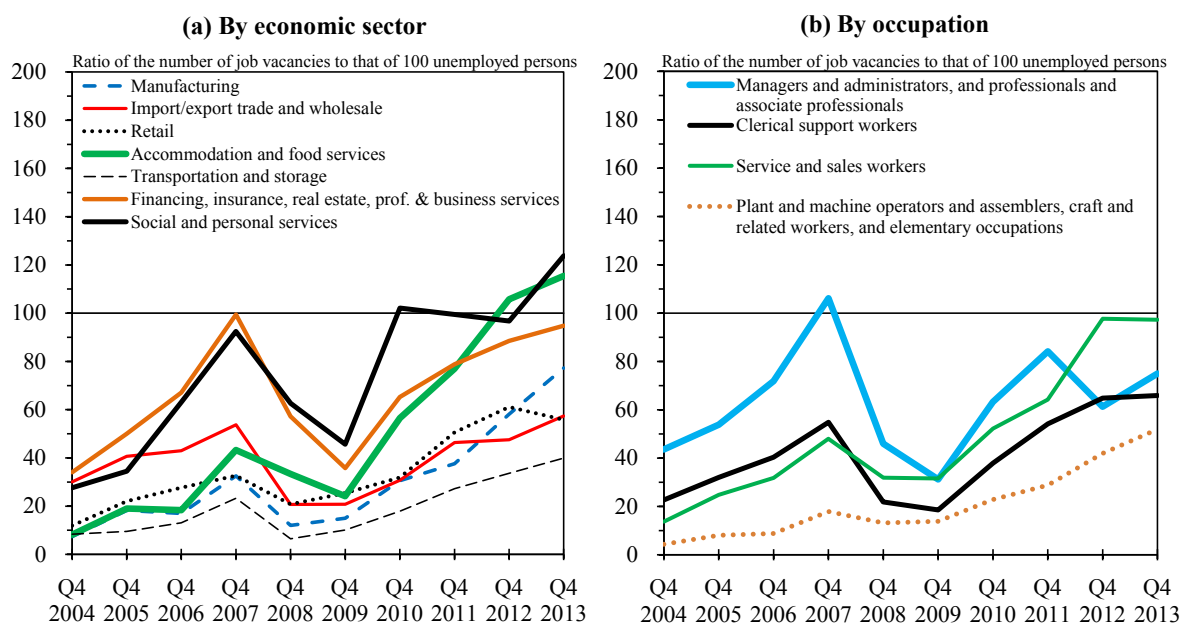 (a) By economic sector
Ratio of the number of job vacancies to that of 100 unemployed persons
200
180
160
140
120
100
80
60
40
20
0
Manufacturing
Import/export trade and wholesale
Retail
Accommodation and food services
Transportation and storage
Financing, insurance, real estate, prof. & business services
Social and personal services
Q4 Q4 Q4 Q4 Q4 Q4 Q4 Q4 Q4 Q4
2004 2005 2006 2007 2008 2009 2010 2011 2012 2013
(b) By occupation
Ratio of the number of job vacancies to that of 100 unemployed persons
200
180
160
140
120
100
80
60
40
20
0
Managers and administrators, and professionals and
associate professionals
Clerical support workers
Service and sales workers
Plant and machine operators and assemblers, craft and
related workers, and elementary occupations
Q4 Q4 Q4 Q4 Q4 Q4 Q4 Q4 Q4 Q4
2004 2005 2006 2007 2008 2009 2010 2011 2012 2013